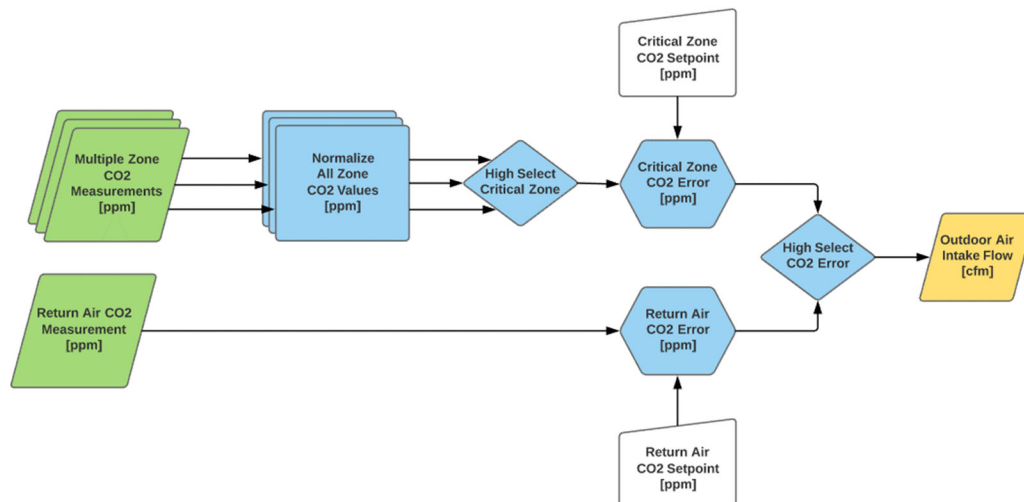 Critical Zone
CO2 Setpoint
[ppm]
Multiple Zone
CO2
Measurements
[ppm]
Normalize
All Zone
CO2 Values
[ppm]
High Select
Critical Zone
Critical Zone
CO2 Error
[ppm]
High Select
CO2 Error
Outdoor Air
Intake Flow
[cfm]
Return Air CO2
Measurement
[ppm]
Return Air
CO2 Error
[ppm]
Return Air
CO2 Setpoint
[ppm]